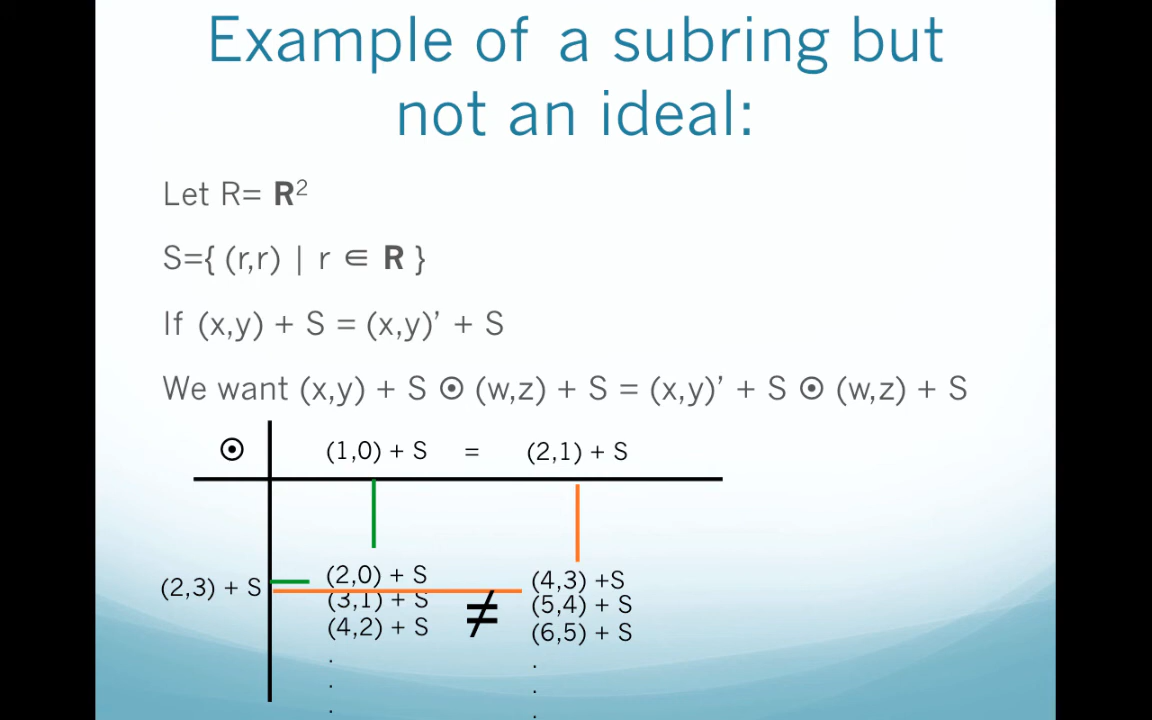 Example of a subring but
not an ideal:
Let R= R²
S={ (r,r) | r ∈ R }
If (x,y) + S = (x,y)’ + S
We want (x,y) + S ⊙ (w,z) + S = (x,y)’ + S ⊙ (w,z) + S
⊙ (1,0) + S = (2,1) + S
(2,3) + S (2,0) + S ≠ (4,3) +S
(3,1) + S (5,4) + S
(4,2) + S (6,5) + S
. .
. .
. .